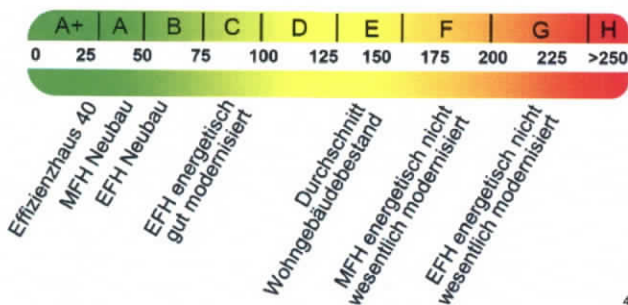 A+ A B C D E F G H
0 25 50 75 100 125 150 175 200 225 >250
Effizienzhaus 40
MFH Neubau
EFH Neubau
EFH energetisch
gut modernisiert
Durchschnitt
Wohngebäudebestand
MFH energetisch nicht
wesentlich modernisiert
EFH energetisch nicht
wesentlich modernisiert